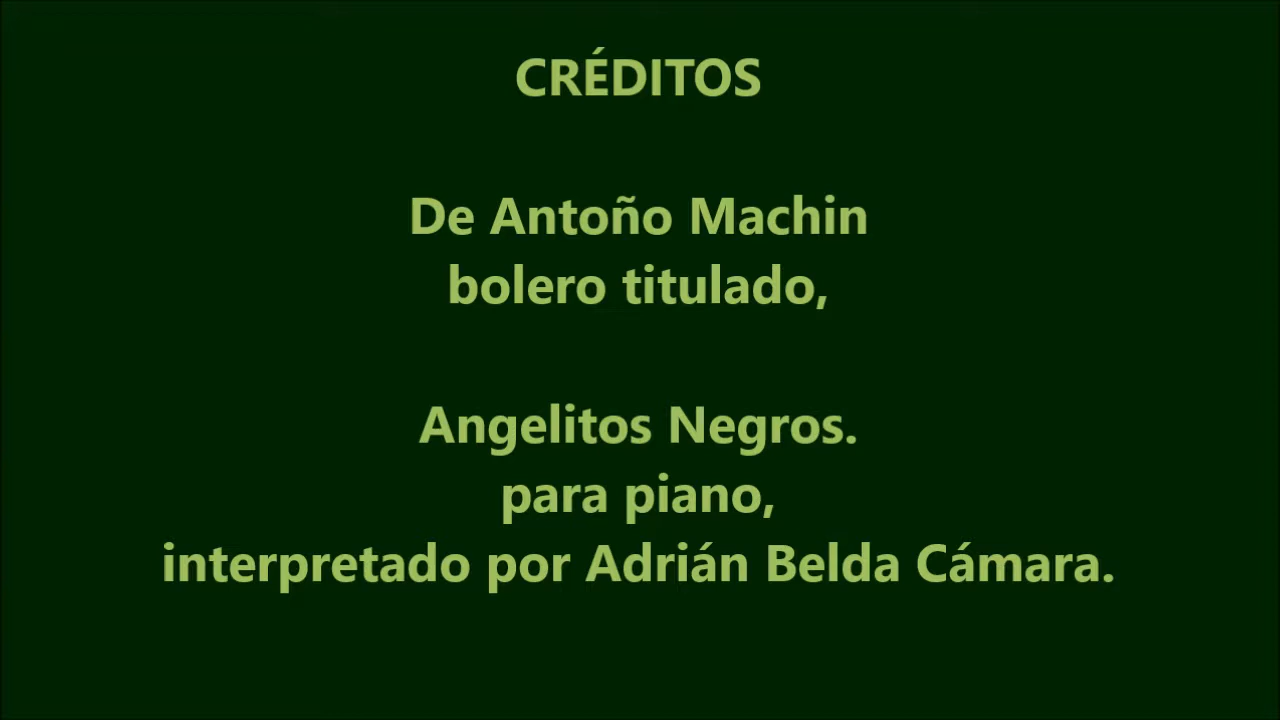 CRÉDITOS
De Antoño Machin
bolero titulado,
Angelitos Negros.
para piano,
interpretado por Adrián Belda Cámara.